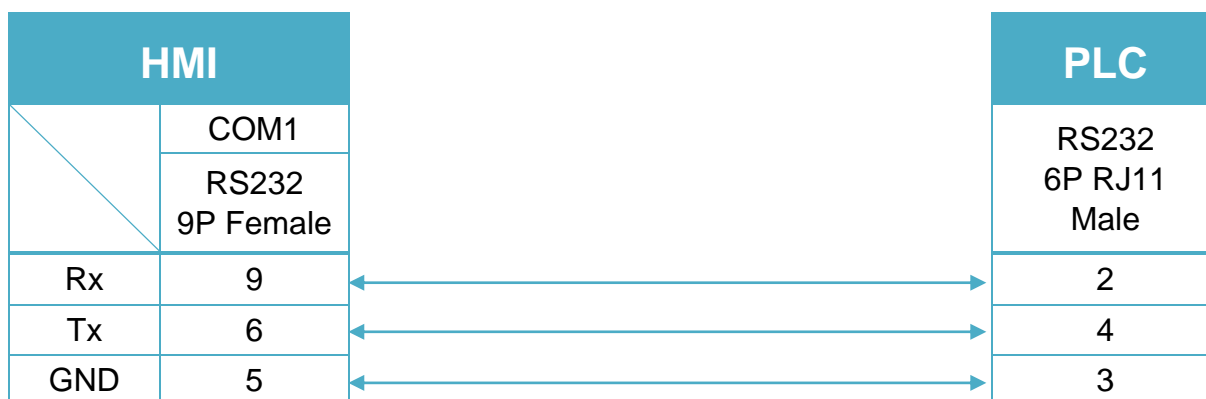 HMI
PLC
COM1
RS232
9P Female
RS232
6P RJ11
Male
Rx 9 2
Tx 6 4
GND 5 3